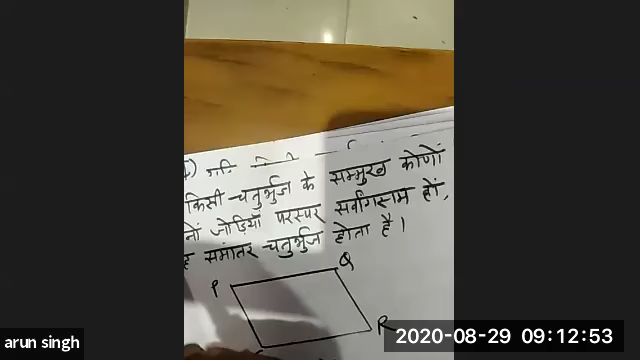 किसी चतुर्भुज के सम्मुख कोणों
जोड़ियाँ परस्पर सर्वांगसम हों,
समांतर चतुर्भुज होता है।
Q
P
R
arun singh
2020-08-29 09:12:53